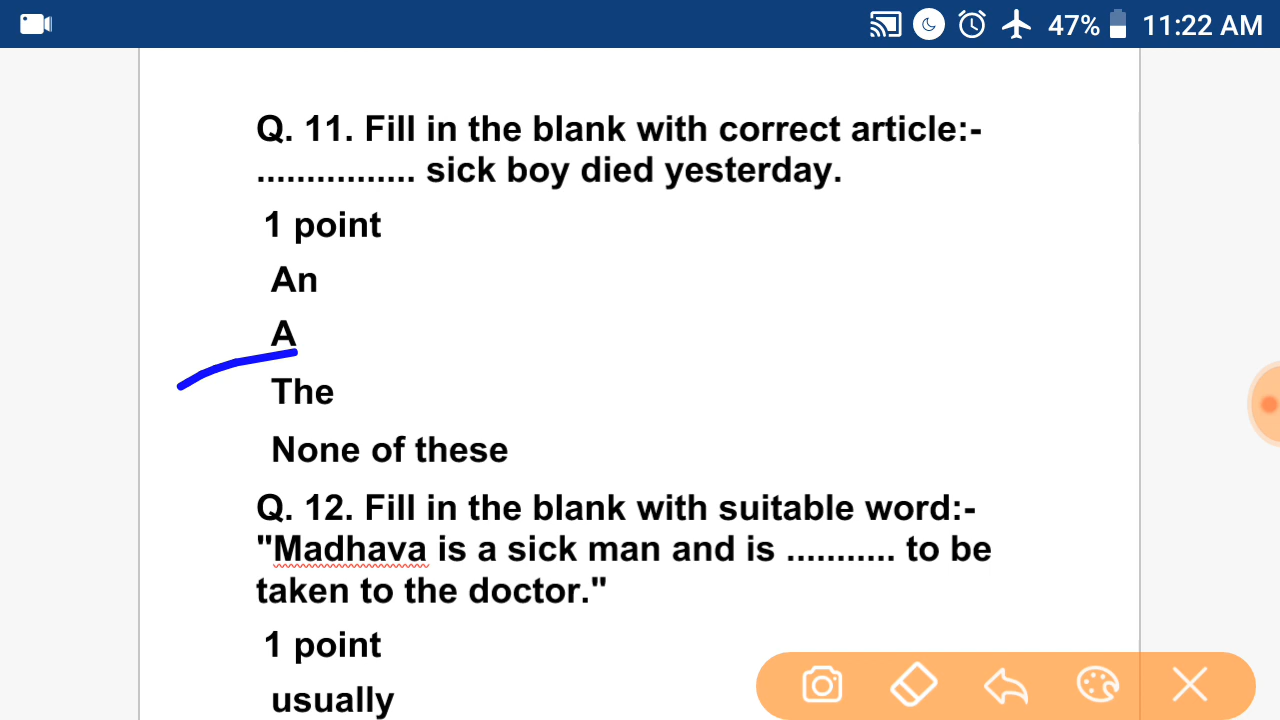 47% 11:22 AM
Q. 11. Fill in the blank with correct article:-
................ sick boy died yesterday.
1 point
An
A
The
None of these
Q. 12. Fill in the blank with suitable word:-
"Madhava is a sick man and is ........... to be
taken to the doctor."
1 point
usually